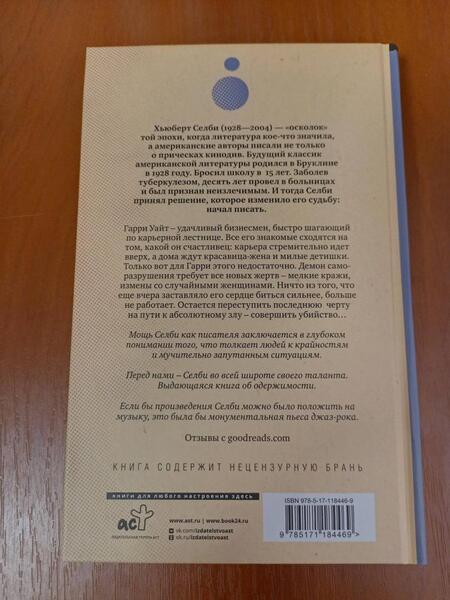 Хьюберт Селби (1928—2004) — «осколок»
той эпохи, когда литература кое-что значила,
а американские авторы писали не только
о прическах кинодив. Будущий классик
американской литературы родился в Бруклине
в 1928 году. Бросил школу в 15 лет. Заболев
туберкулезом, десять лет провел в больницах
и был признан неизлечимым. И тогда Селби
принял решение, которое изменило его судьбу:
начал писать.
Гарри Уайт – удачливый бизнесмен, быстро шагающий
по карьерной лестнице. Все его знакомые сходятся на
том, какой он счастливец: карьера стремительно идет
вверх, а дома ждут красавица-жена и милые детишки.
Только вот для Гарри этого недостаточно. Демон само-
разрушения требует все новых жертв – мелкие кражи,
измены со случайными женщинами. Ничто из того, что
еще вчера заставляло его сердце биться сильнее, больше
не работает. Остается переступить последнюю черту
на пути к абсолютному злу – совершить убийство…
Мощь Селби как писателя заключается в глубоком
понимании того, что толкает людей к крайностям
и мучительно запутанным ситуациям.
Перед нами – Селби во всей широте своего таланта.
Выдающаяся книга об одержимости.
Если бы произведения Селби можно было положить на
музыку, это была бы монументальная пьеса джаз-рока.
Отзывы с goodreads.com
КНИГА СОДЕРЖИТ НЕЦЕНЗУРНУЮ БРАНЬ
книги для любого настроения здесь
аст
ИЗДАТЕЛЬСКАЯ ГРУППА АСТ
www.ast.ru | www.book24.ru
vk.com/izdatelstvoast
ok.ru/izdatelstvoast
ISBN 978-5-17-118446-9
9 785171 184469 >